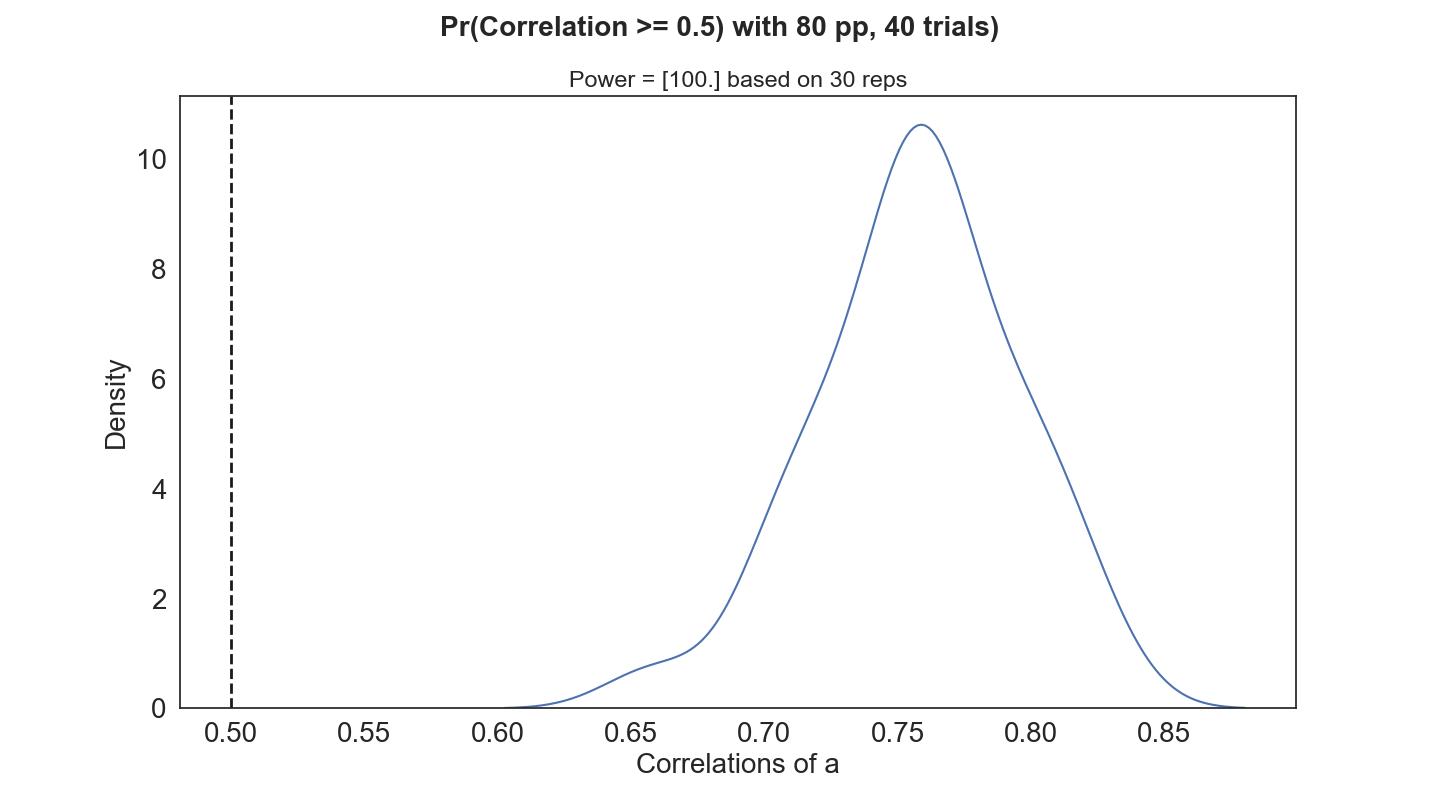 Pr(Correlation >= 0.5) with 80 pp, 40 trials)
Power = [100.] based on 30 reps
10
8
6
4
2
0
Density
0.50 0.55 0.60 0.65 0.70 0.75 0.80 0.85
Correlations of a